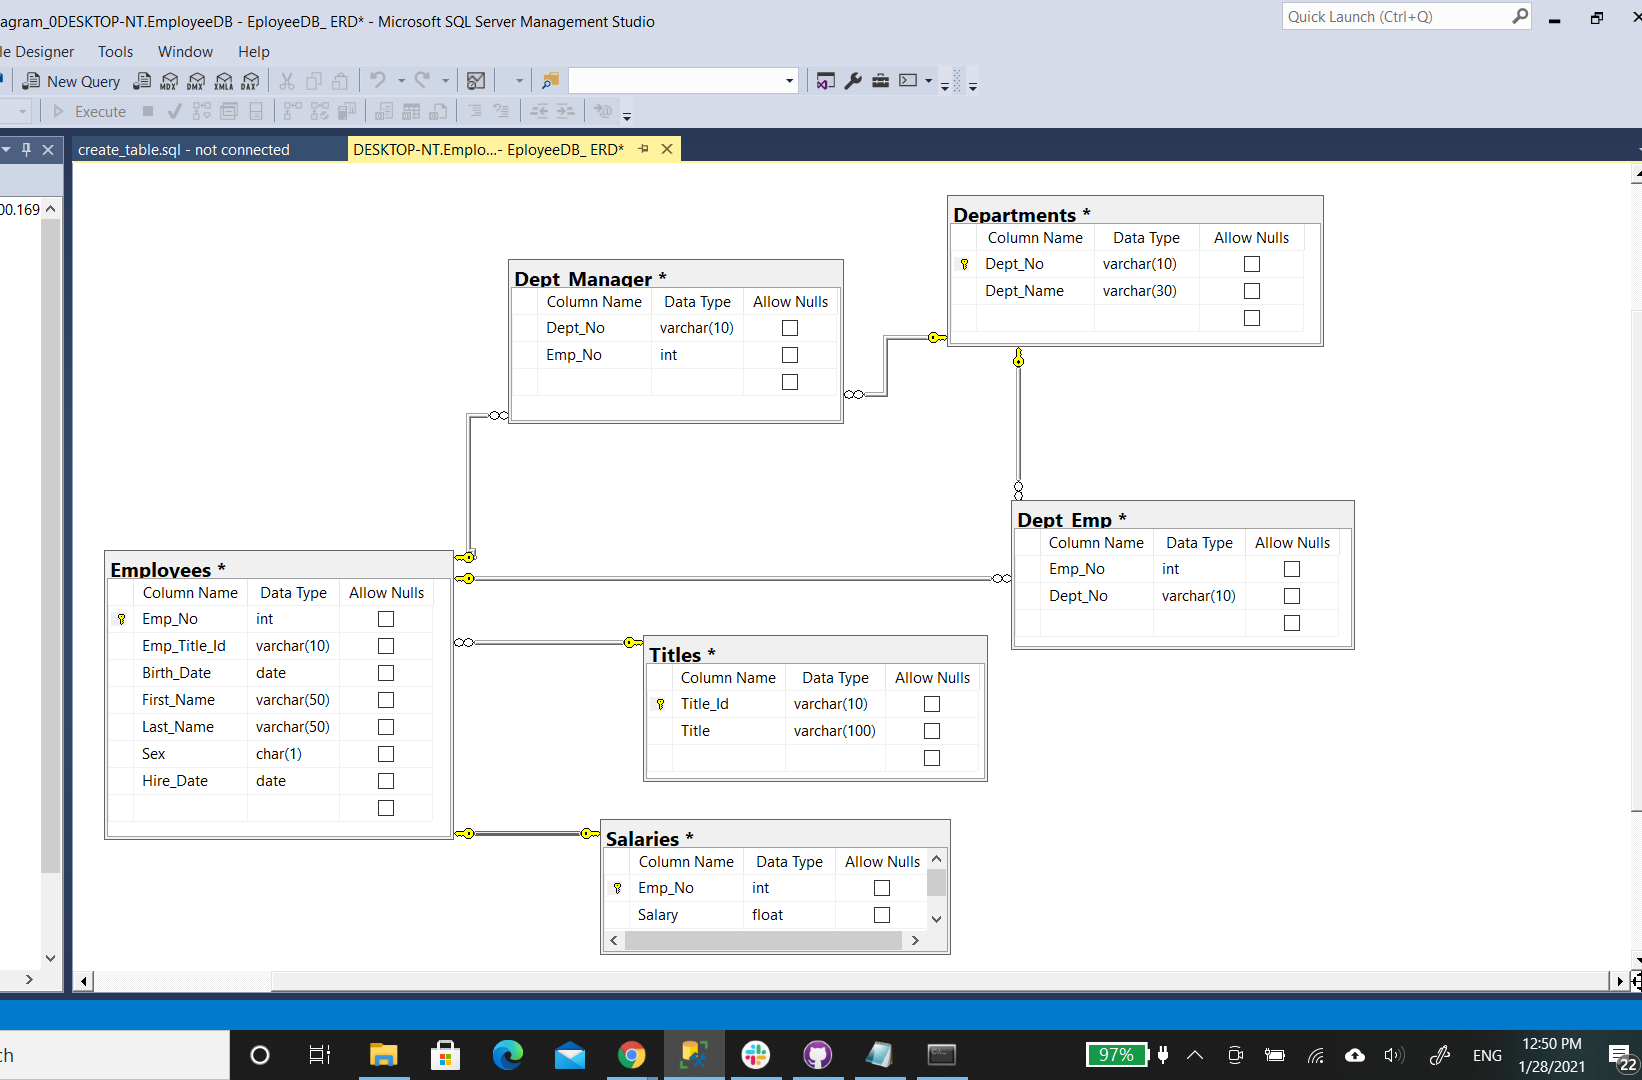 agram_0DESKTOP-NT.EmployeeDB - EployeeDB_ ERD* - Microsoft SQL Server Management Studio
Quick Launch (Ctrl+Q)
le Designer Tools Window Help
New Query MDX DMX XMLA DAX
Execute
create_table.sql - not connected
DESKTOP-NT.Emplo...- EployeeDB_ ERD*
00.169
Departments *
Column Name Data Type Allow Nulls
Dept_No varchar(10)
Dept_Name varchar(30)
Dept_Manager *
Column Name Data Type Allow Nulls
Dept_No varchar(10)
Emp_No int
Dept_Emp *
Column Name Data Type Allow Nulls
Emp_No int
Dept_No varchar(10)
Employees *
Column Name Data Type Allow Nulls
Emp_No int
Emp_Title_Id varchar(10)
Birth_Date date
First_Name varchar(50)
Last_Name varchar(50)
Sex char(1)
Hire_Date date
Titles *
Column Name Data Type Allow Nulls
Title_Id varchar(10)
Title varchar(100)
Salaries *
Column Name Data Type Allow Nulls
Emp_No int
Salary float
ch
97%
ENG
12:50 PM
1/28/2021
22